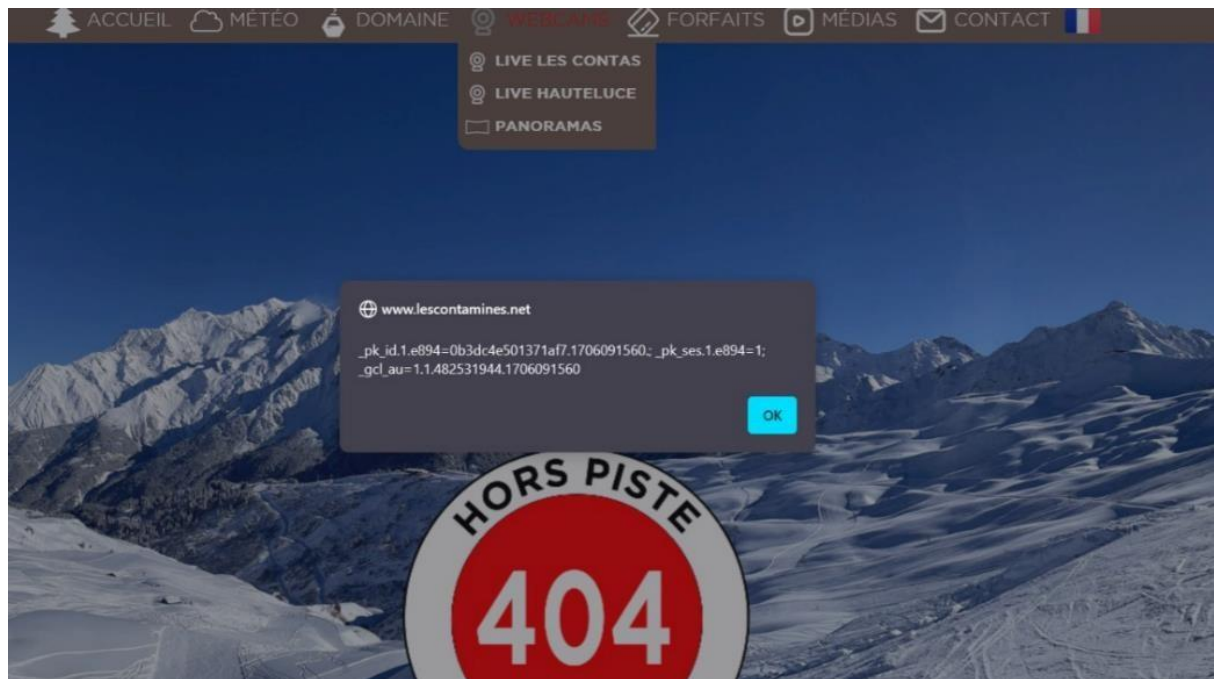 ACCUEIL MÉTÉO DOMAINE WEBCAMS FORFAITS MÉDIAS CONTACT
LIVE LES CONTAS
LIVE HAUTELUCE
PANORAMAS
www.lescontamines.net
_pk_id.1.e894=0b3dc4e501371af7.1706091560.; _pk_ses.1.e894=1;
_gcl_au=1.1.482531944.1706091560
OK
HORS PISTE
404